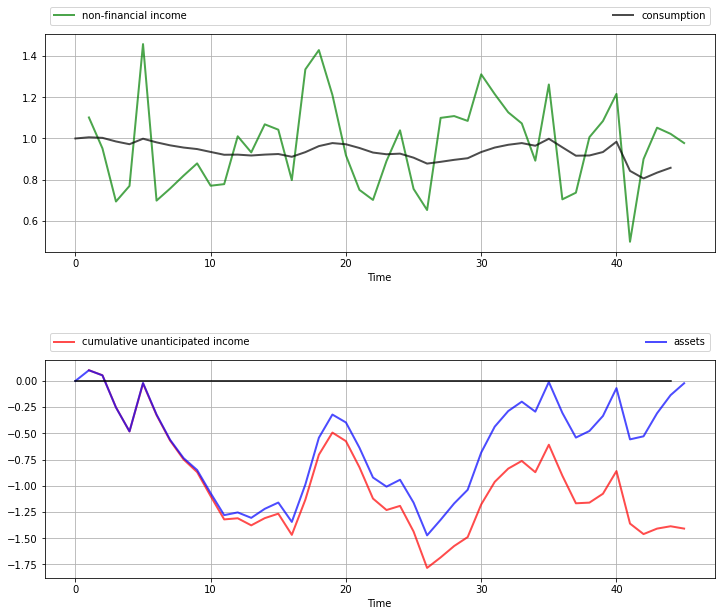 non-financial income consumption
1.4
1.2
1.0
0.8
0.6
0 10 20 30 40
Time
cumulative unanticipated income assets
0.00
−0.25
−0.50
−0.75
−1.00
−1.25
−1.50
−1.75
0 10 20 30 40
Time